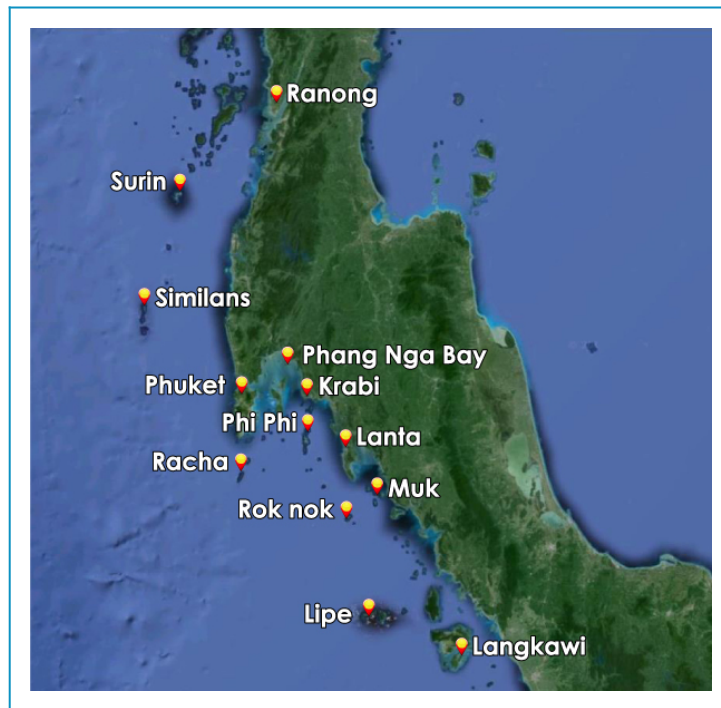 Ranong
Surin
Similans
Phang Nga Bay
Phuket
Krabi
Phi Phi
Lanta
Racha
Muk
Rok nok
Lipe
Langkawi